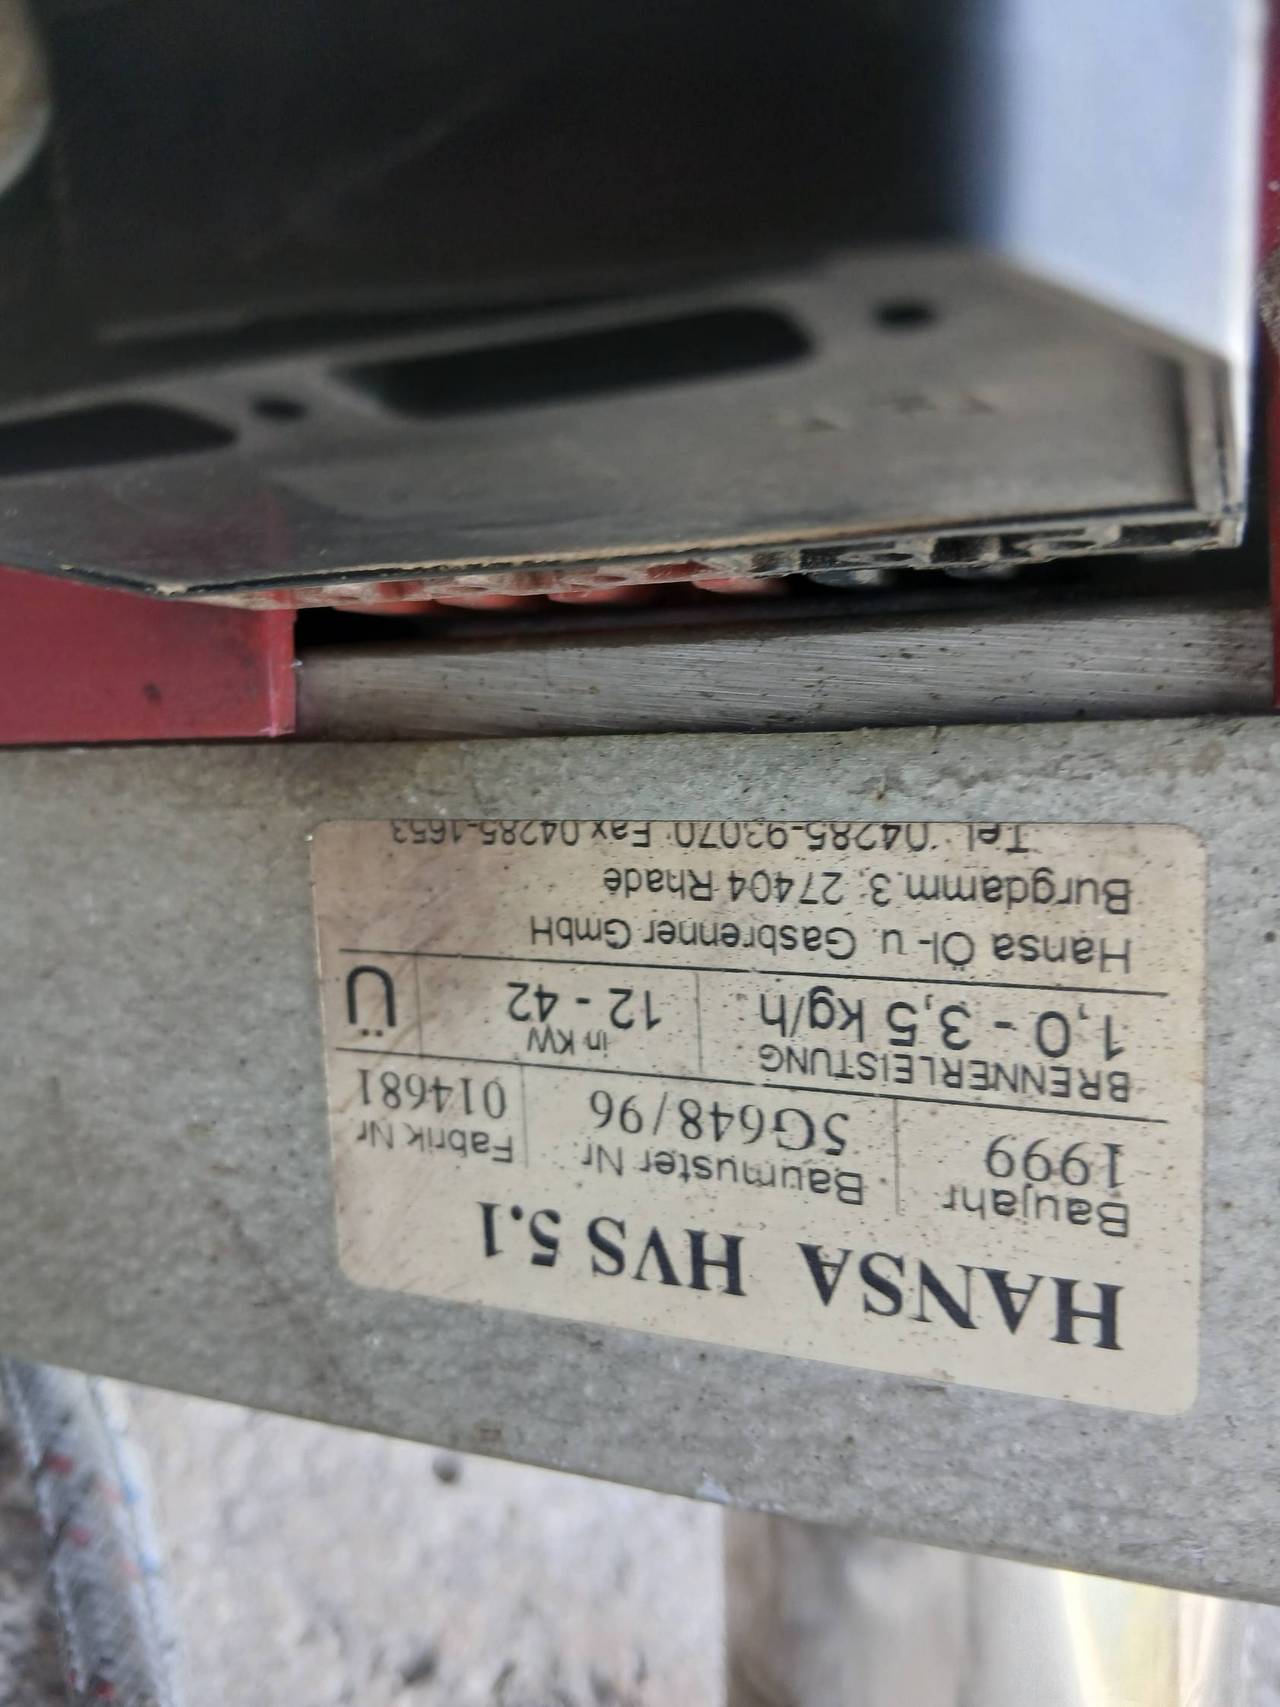 HANSA HVS 5.1
Baujahr Baumuster Nr. Fabrik Nr
1999 5G648/96 014681
BRENNERLEISTUNG in KW Ü
1,0 - 3,5 kg/h 12 - 42
Hansa Öl- u. Gasbrenner GmbH
Burgdamm 3, 27404 Rhade
Tel.: 04285-93070 Fax 04285-1653